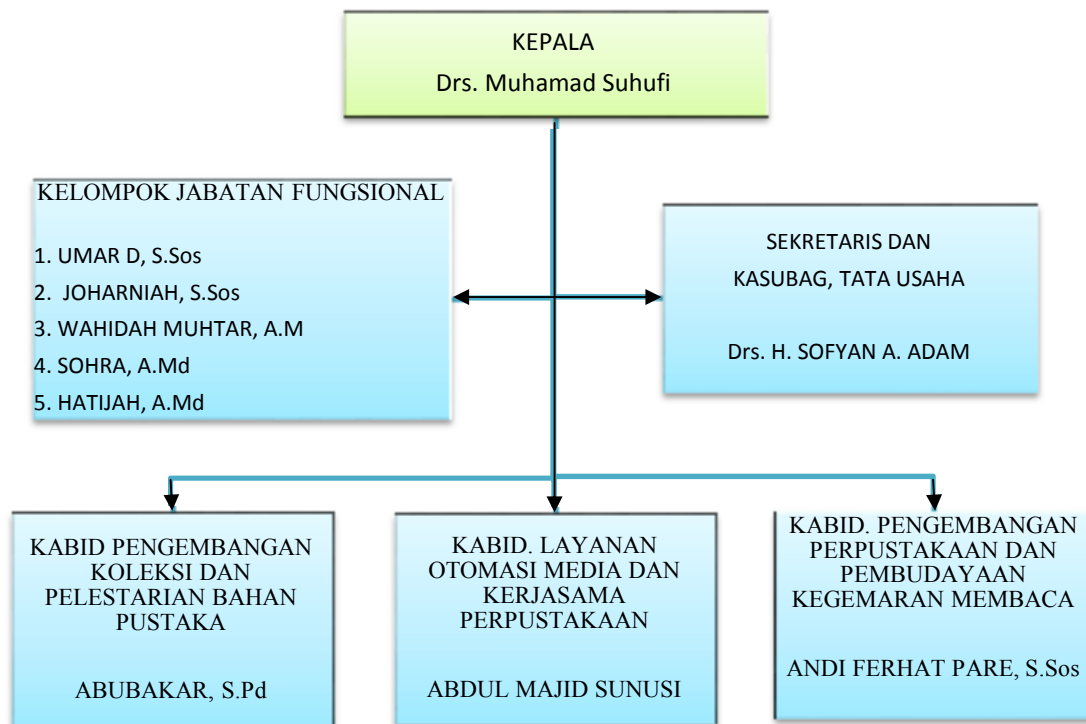 KEPALA
Drs. Muhamad Suhufi
KELOMPOK JABATAN FUNGSIONAL
1. UMAR D, S.Sos
2. JOHARNIAH, S.Sos
3. WAHIDAH MUHTAR, A.M
4. SOHRA, A.Md
5. HATIJAH, A.Md
SEKRETARIS DAN
KASUBAG, TATA USAHA
Drs. H. SOFYAN A. ADAM
KABID PENGEMBANGAN
KOLEKSI DAN
PELESTARIAN BAHAN
PUSTAKA
ABUBAKAR, S.Pd
KABID. LAYANAN
OTOMASI MEDIA DAN
KERJASAMA
PERPUSTAKAAN
ABDUL MAJID SUNUSI
KABID. PENGEMBANGAN
PERPUSTAKAAN DAN
PEMBUDAYAAN
KEGEMARAN MEMBACA
ANDI FERHAT PARE, S.Sos